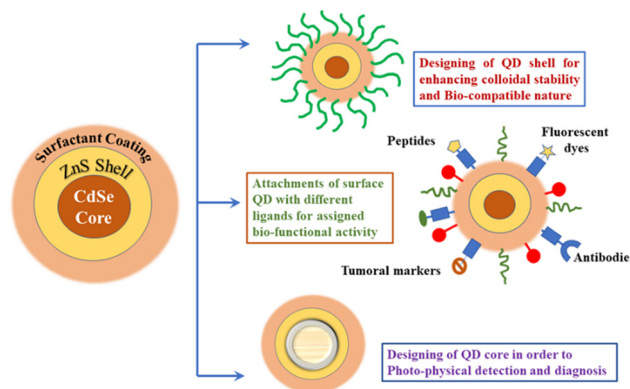 Surfactant Coating
ZnS Shell
CdSe
Core
Designing of QD shell for
enhancing colloidal stability
and Bio-compatible nature
Attachments of surface
QD with different
ligands for assigned
bio-functional activity
Peptides
Fluorescent
dyes
Tumoral markers
Antibodie
Designing of QD core in order to
Photo-physical detection and diagnosis